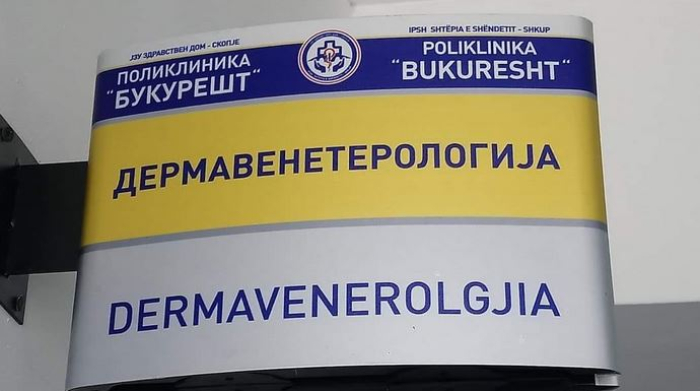 ЈЗУ ЗДРАВСТВЕН ДОМ - СКОПЈЕ
ПОЛИКЛИНИКА
"БУКУРЕШТ"
IPSH SHTËPIA E SHËNDETIT - SHKUP
POLIKLINIKA
"BUKURESHT"
ДЕРМАВЕНЕТЕРОЛОГИЈА
DERMAVENEROLGJIA